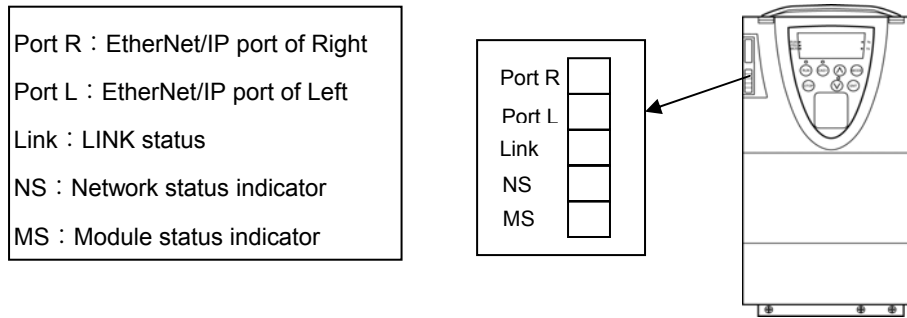 Port R：EtherNet/IP port of Right
Port L：EtherNet/IP port of Left
Link：LINK status
NS：Network status indicator
MS：Module status indicator
Port R
Port L
Link
NS
MS